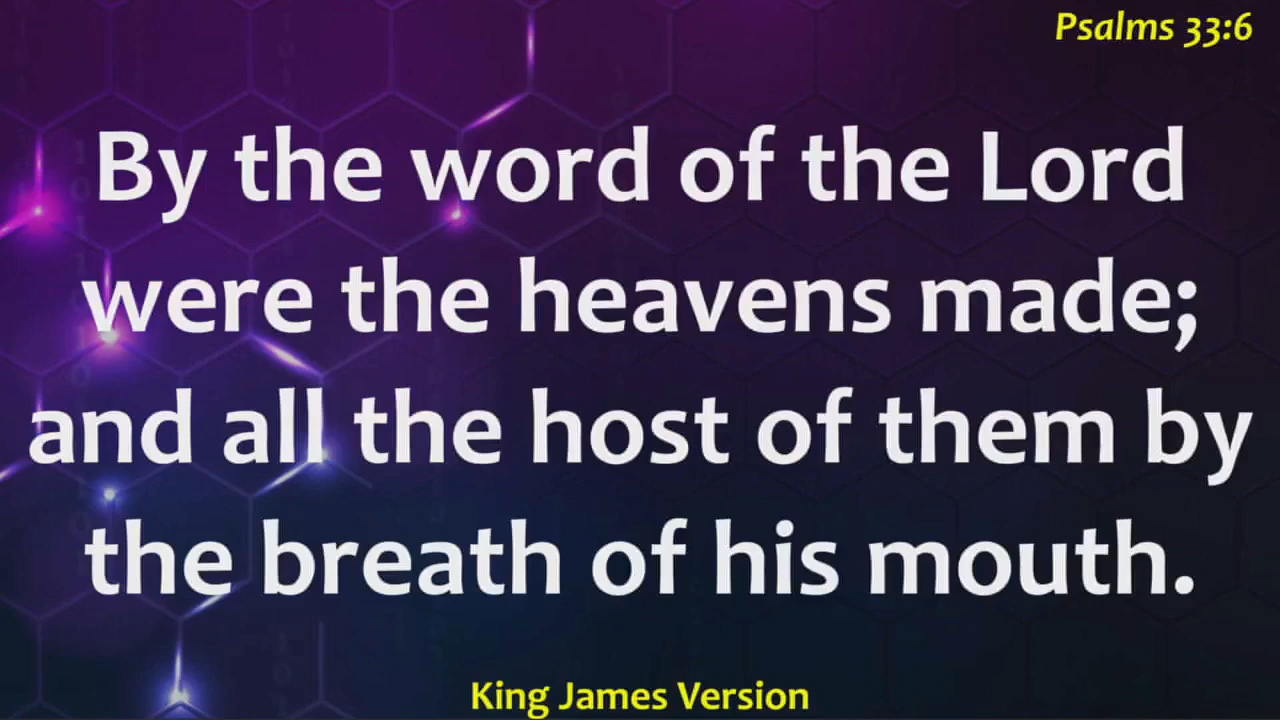 Psalms 33:6
By the word of the Lord
were the heavens made;
and all the host of them by
the breath of his mouth.
King James Version